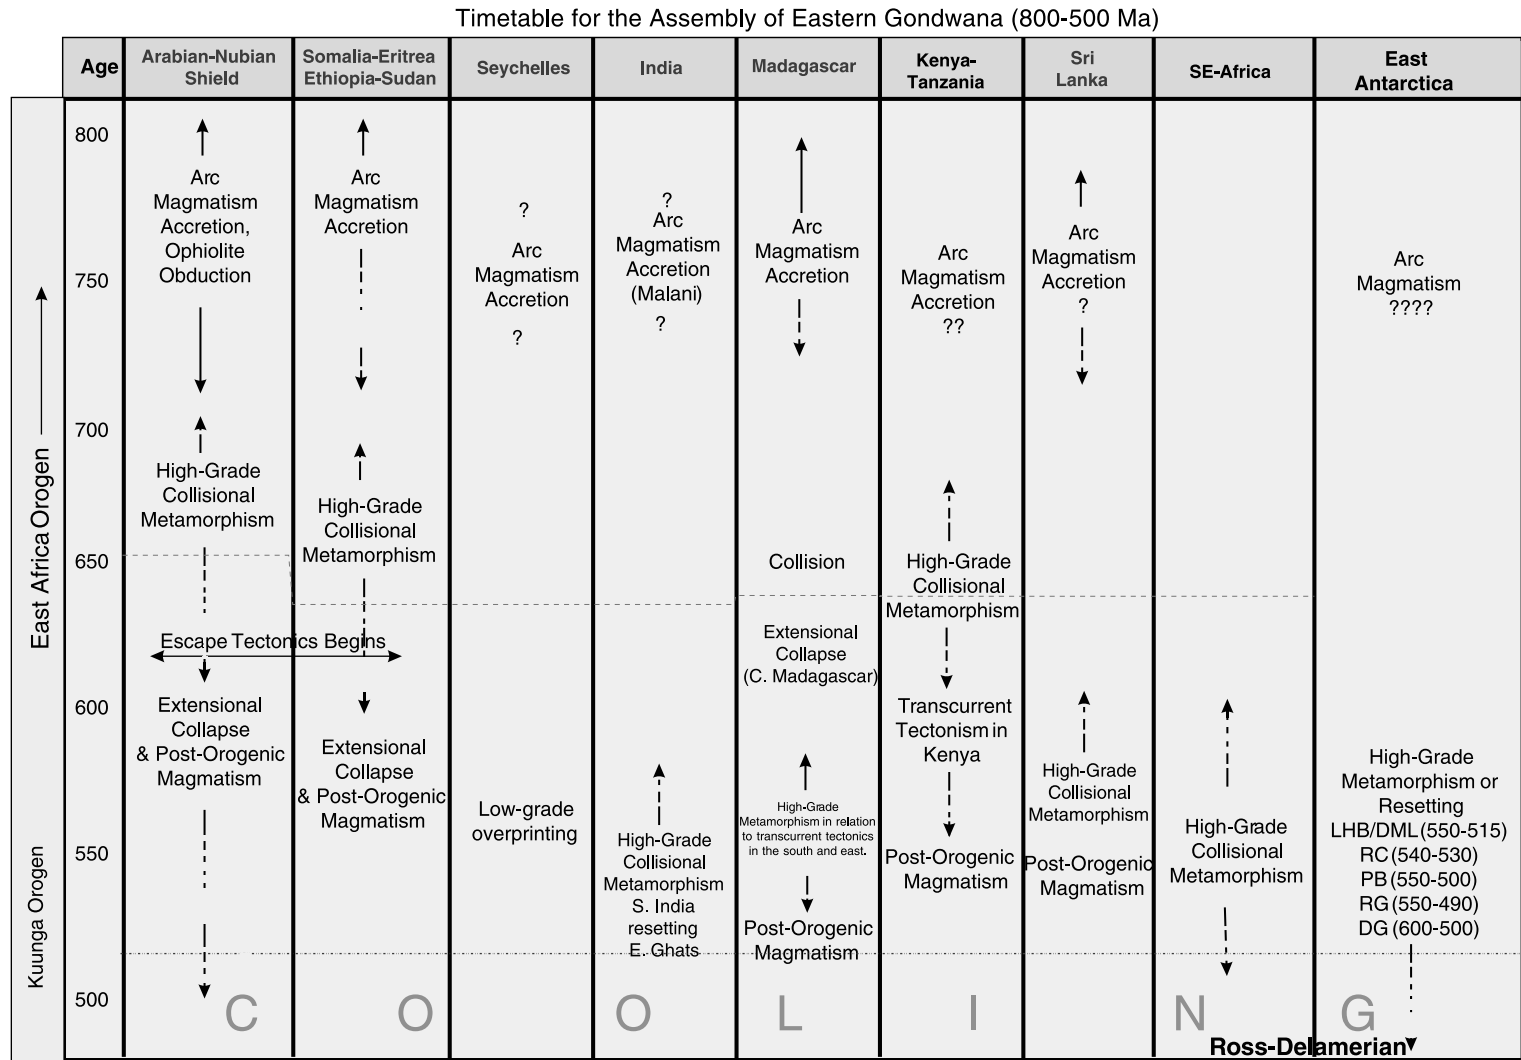 Timetable for the Assembly of Eastern Gondwana (800-500 Ma)
Age
Arabian-Nubian
Shield
Somalia-Eritrea
Ethiopia-Sudan
Seychelles
India
Madagascar
Kenya-
Tanzania
Sri
Lanka
SE-Africa
East
Antarctica
East Africa Orogen
Kuunga Orogen
800
750
700
650
600
550
500
Arc
Magmatism
Accretion,
Ophiolite
Obduction
High-Grade
Collisional
Metamorphism
Escape Tectonics Begins
Extensional
Collapse
& Post-Orogenic
Magmatism
Arc
Magmatism
Accretion
High-Grade
Collisional
Metamorphism
Extensional
Collapse
& Post-Orogenic
Magmatism
?
Arc
Magmatism
Accretion
?
Low-grade
overprinting
?
Arc
Magmatism
Accretion
(Malani)
?
High-Grade
Collisional
Metamorphism
S. India
resetting
E. Ghats
Arc
Magmatism
Accretion
Collision
Extensional
Collapse
(C. Madagascar)
High-Grade
Metamorphism in relation
to transcurrent tectonics
in the south and east.
Post-Orogenic
Magmatism
Arc
Magmatism
Accretion
??
High-Grade
Collisional
Metamorphism
Transcurrent
Tectonism in
Kenya
Post-Orogenic
Magmatism
Arc
Magmatism
Accretion
?
High-Grade
Collisional
Metamorphism
Post-Orogenic
Magmatism
High-Grade
Collisional
Metamorphism
Arc
Magmatism
????
High-Grade
Metamorphism or
Resetting
LHB/DML (550-515)
RC (540-530)
PB (550-500)
RG (550-490)
DG (600-500)
C O O L I N G
Ross-Delamerian